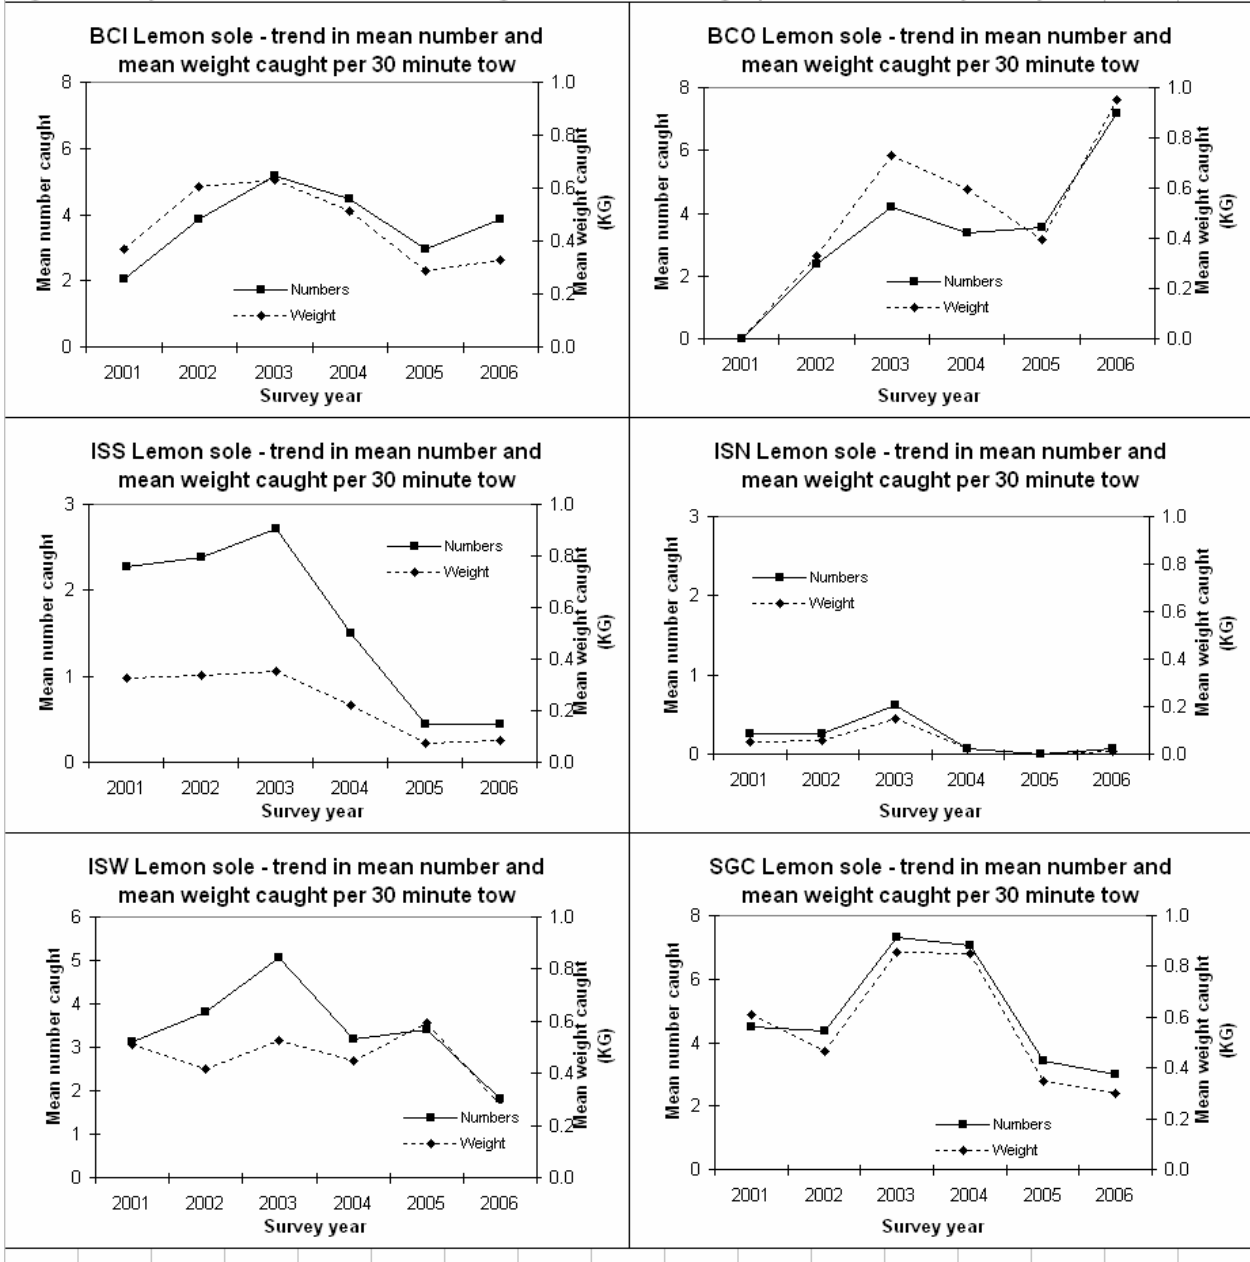 BCI Lemon sole - trend in mean number and
mean weight caught per 30 minute tow
8
6
4
2
0
1.0
0.8
0.6
0.4
0.2
0.0
Mean number caught
Mean weight caught
(KG)
Numbers
Weight
2001 2002 2003 2004 2005 2006
Survey year
BCO Lemon sole - trend in mean number and
mean weight caught per 30 minute tow
8
6
4
2
0
1.0
0.8
0.6
0.4
0.2
0.0
Mean number caught
Mean weight caught
(KG)
Numbers
Weight
2001 2002 2003 2004 2005 2006
Survey year
ISS Lemon sole - trend in mean number and
mean weight caught per 30 minute tow
3
2
1
0
1.0
0.8
0.6
0.4
0.2
0.0
Mean number caught
Mean weight caught
(KG)
Numbers
Weight
2001 2002 2003 2004 2005 2006
Survey year
ISN Lemon sole - trend in mean number and
mean weight caught per 30 minute tow
3
2
1
0
1.0
0.8
0.6
0.4
0.2
0.0
Mean number caught
Mean weight caught
(KG)
Numbers
Weight
2001 2002 2003 2004 2005 2006
Survey year
ISW Lemon sole - trend in mean number and
mean weight caught per 30 minute tow
6
5
4
3
2
1
0
1.0
0.8
0.6
0.4
0.2
0.0
Mean number caught
Mean weight caught
(KG)
Numbers
Weight
2001 2002 2003 2004 2005 2006
Survey year
SGC Lemon sole - trend in mean number and
mean weight caught per 30 minute tow
8
6
4
2
0
1.0
0.8
0.6
0.4
0.2
0.0
Mean number caught
Mean weight caught
(KG)
Numbers
Weight
2001 2002 2003 2004 2005 2006
Survey year